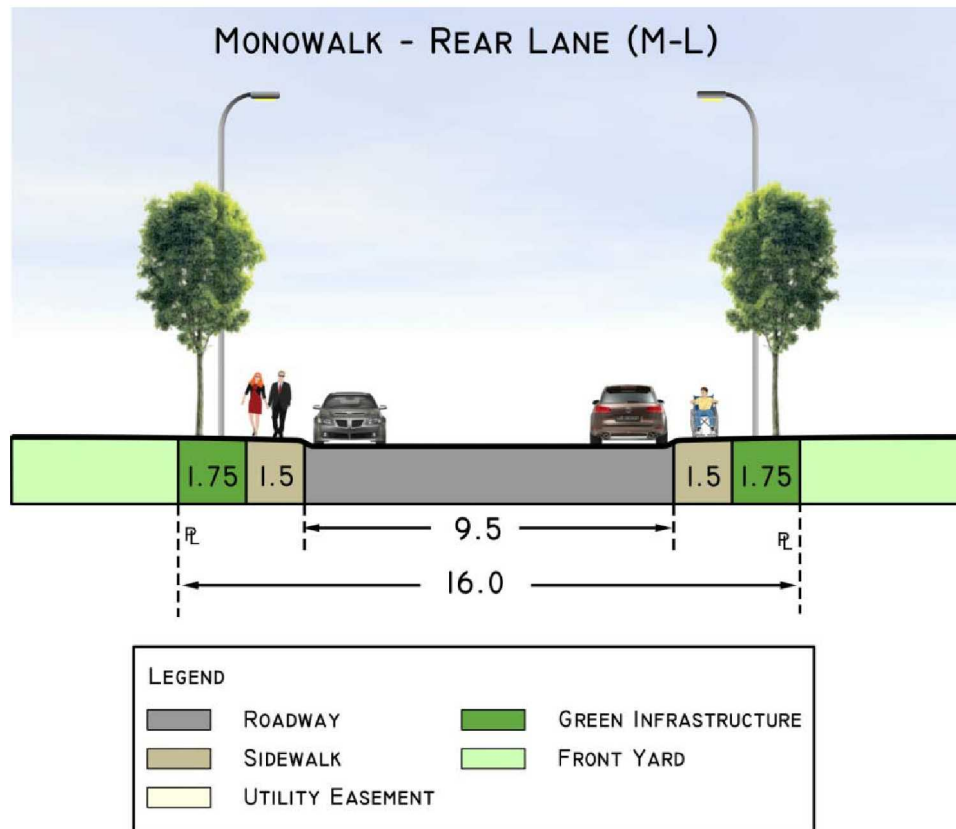 MONOWALK - REAR LANE (M-L)
1.75 1.5 1.5 1.75
9.5
PL PL
16.0
LEGEND
ROADWAY GREEN INFRASTRUCTURE
SIDEWALK FRONT YARD
UTILITY EASEMENT